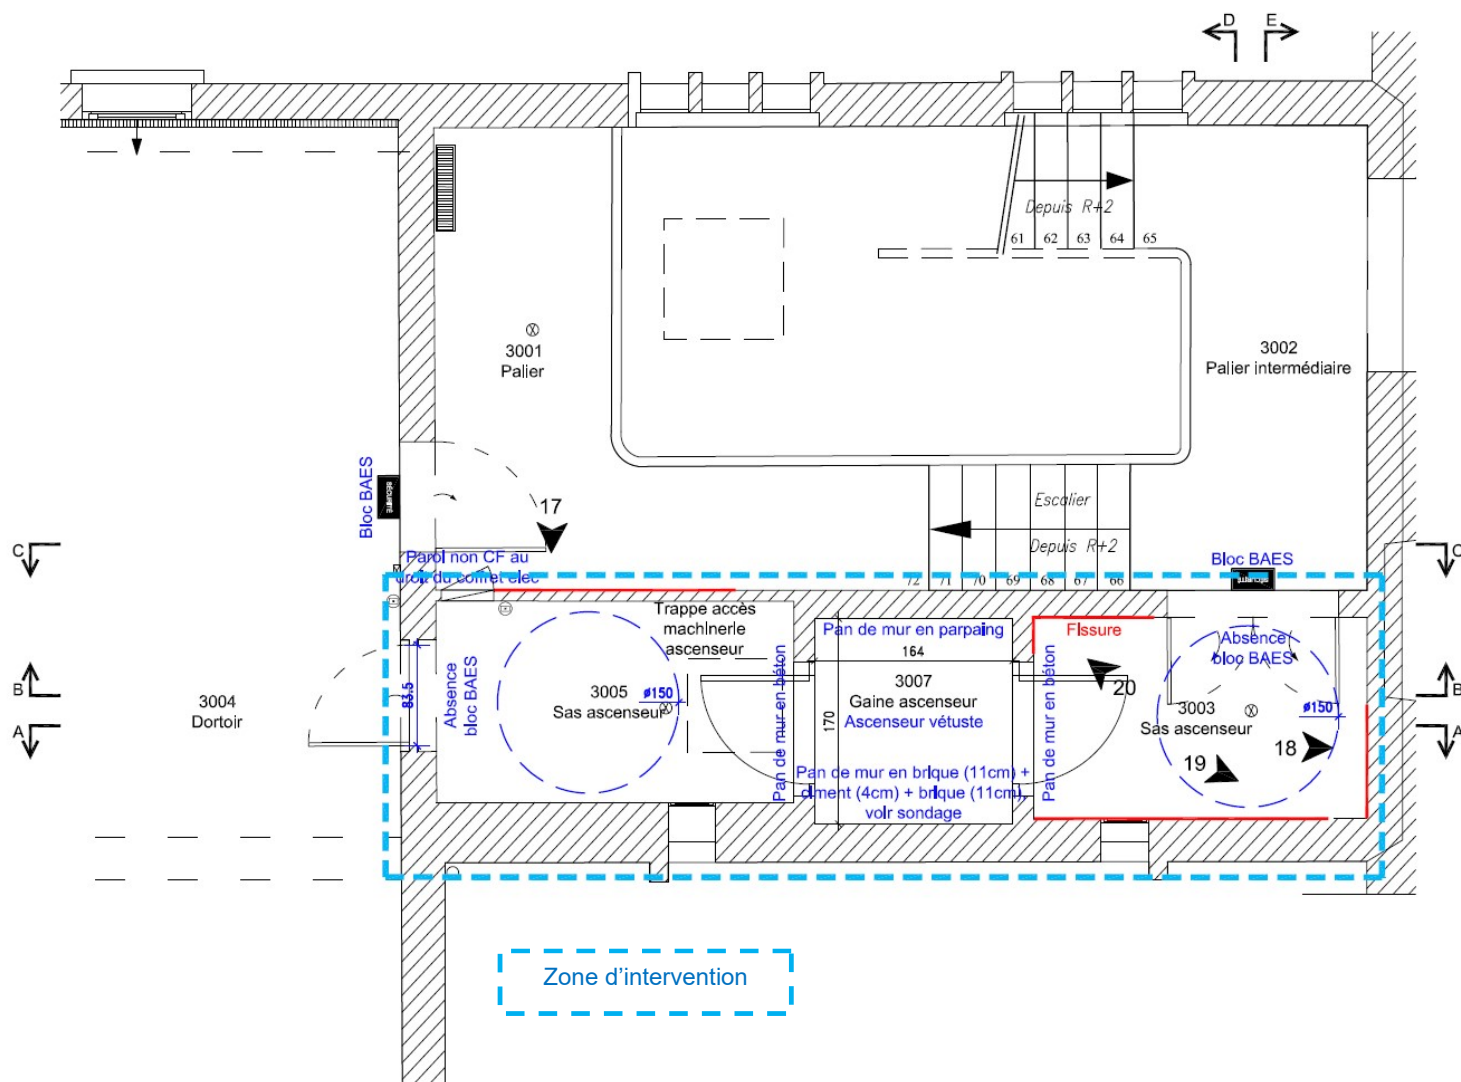 D E
Depuis R+2
61 62 63 64 65
3001
Palier
3002
Palier intermédiaire
Bloc BAES
SÉCURITÉ
17
Escalier
Depuis R+2
72 71 70 69 68 67 66
C
C
Paroi non CF au
droit du coffret elec
Bloc BAES
Trappe accès
machinerie
ascenseur
Pan de mur en parpaing
164
Fissure
Absence
bloc BAES
B
B
A
A
3004
Dortoir
83.5
Absence
bloc BAES
3005
Sas ascenseur
ø150
Pan de mur en béton
3007
Gaine ascenseur
Ascenseur vétuste
170
Pan de mur en béton
20
3003
Sas ascenseur
ø150
18
19
Pan de mur en brique (11cm) +
ciment (4cm) + brique (11cm),
voir sondage
Zone d'intervention